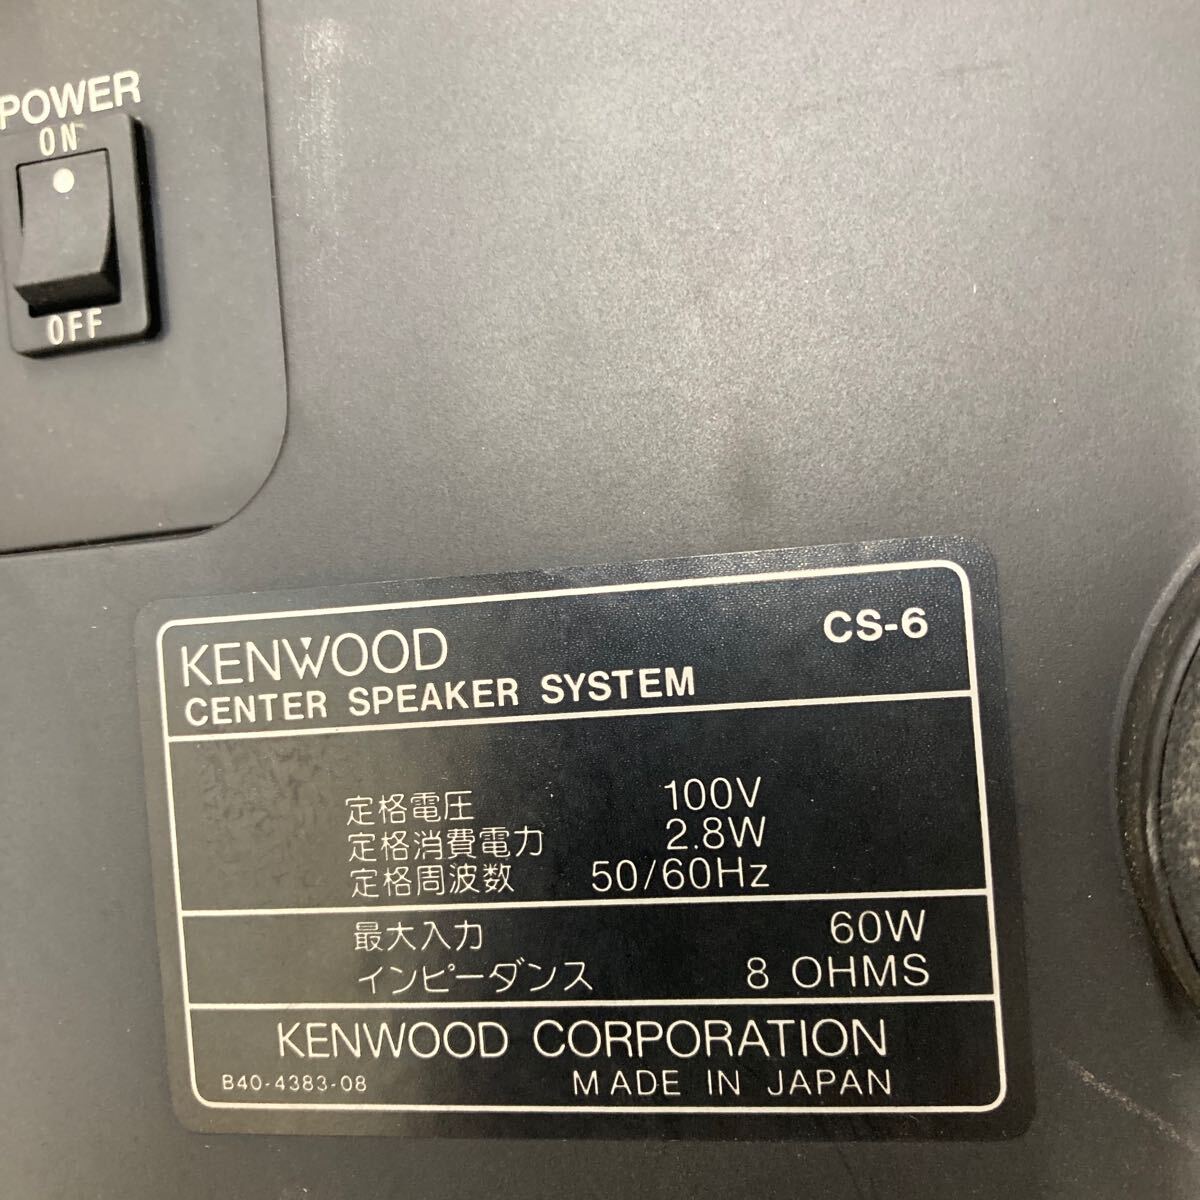 POWER
ON
OFF
KENWOOD CS-6
CENTER SPEAKER SYSTEM
定格電圧 100V
定格消費電力 2.8W
定格周波数 50/60Hz
最大入力 60W
インピーダンス 8 OHMS
KENWOOD CORPORATION
B40-4383-08 MADE IN JAPAN